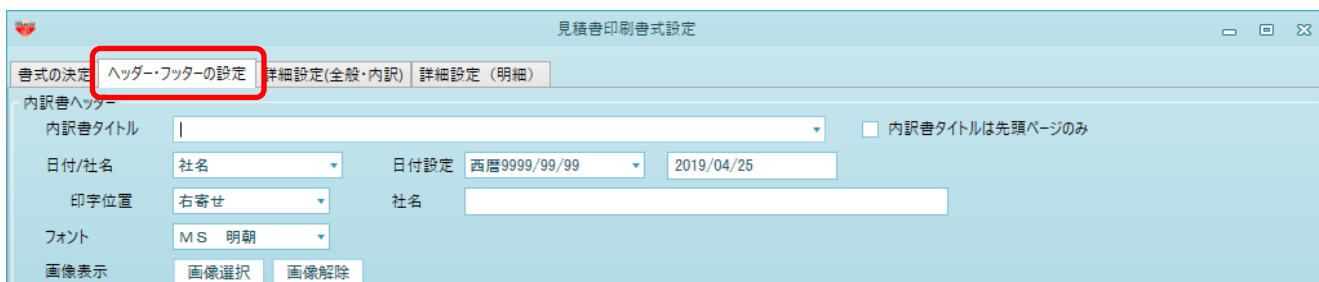 見積書印刷書式設定
書式の決定 ヘッダー・フッターの設定 詳細設定(全般・内訳) 詳細設定（明細）
内訳書ヘッダー
内訳書タイトル 内訳書タイトルは先頭ページのみ
日付/社名 社名 日付設定 西暦9999/99/99 2019/04/25
印字位置 右寄せ 社名
フォント ＭＳ 明朝
画像表示 画像選択 画像解除